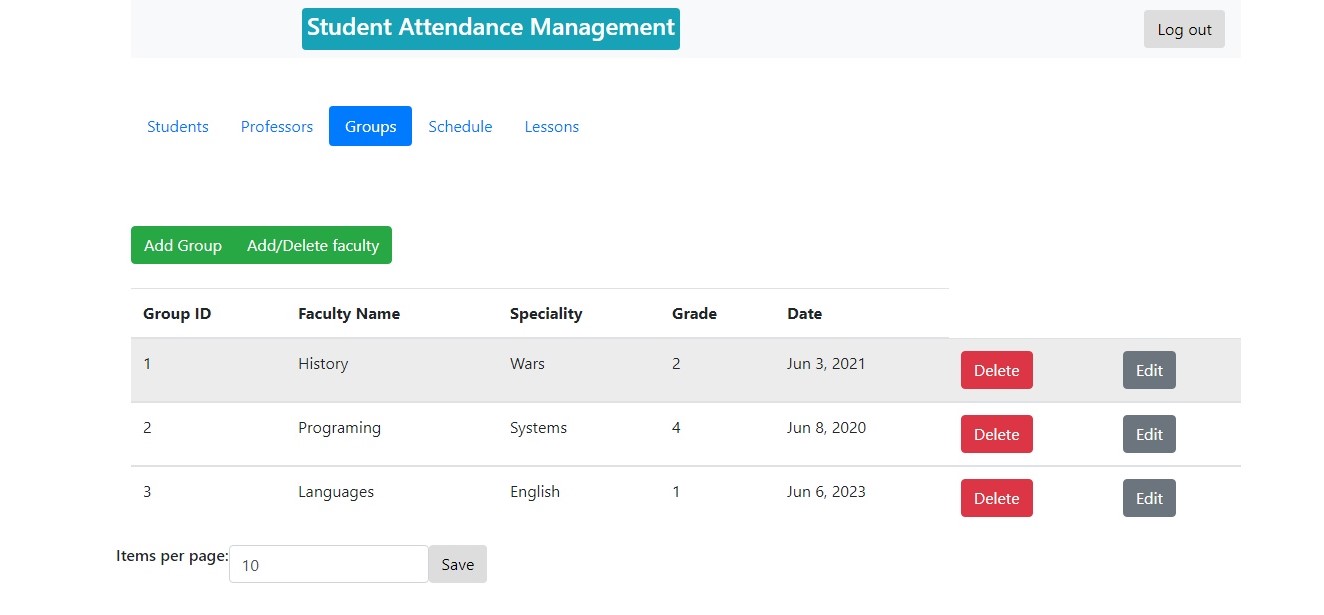 Student Attendance Management
Log out
Students Professors Groups Schedule Lessons
Add Group Add/Delete faculty
Group ID Faculty Name Speciality Grade Date
1 History Wars 2 Jun 3, 2021 Delete Edit
2 Programing Systems 4 Jun 8, 2020 Delete Edit
3 Languages English 1 Jun 6, 2023 Delete Edit
Items per page: 10 Save